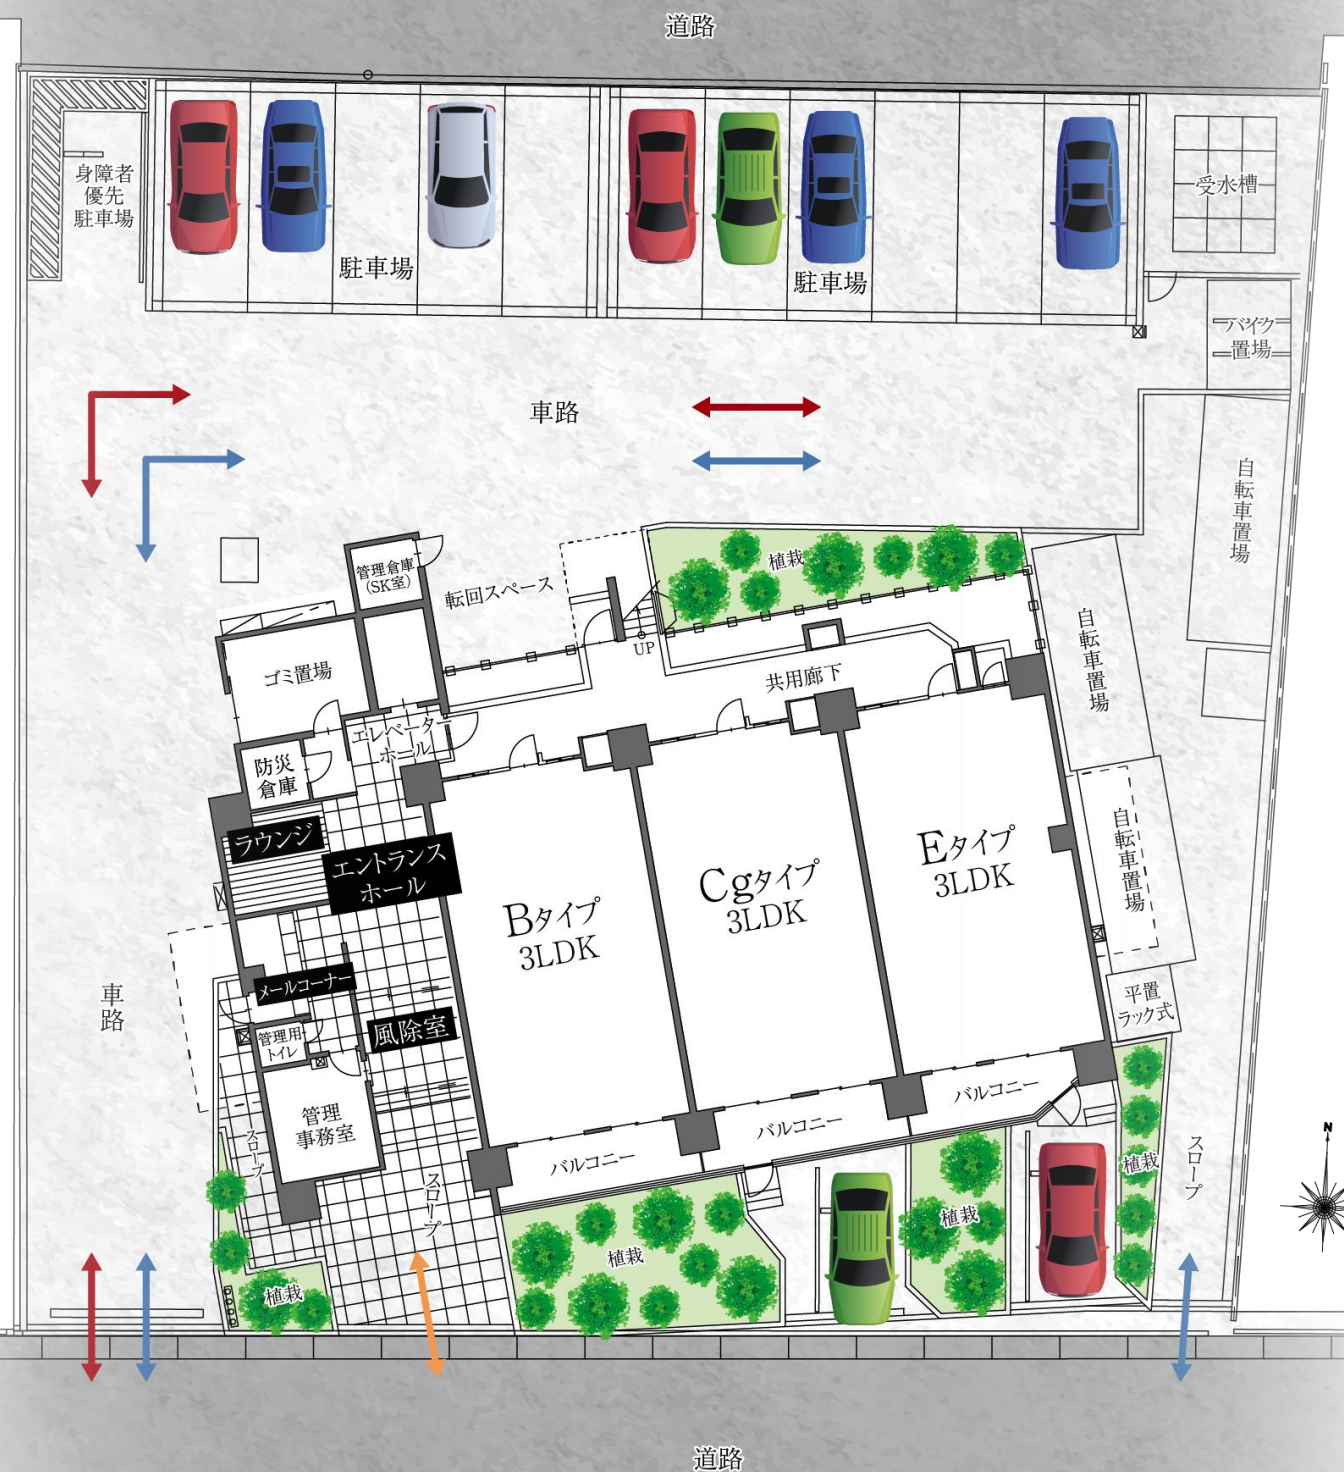 道路
身障者
優先
駐車場
駐車場
駐車場
受水槽
バイク
置場
車路
自転車置場
管理倉庫
(SK室)
転回スペース
植栽
UP
ゴミ置場
共用廊下
自転車置場
エレベーター
ホール
防災
倉庫
ラウンジ
エントランス
ホール
Bタイプ
3LDK
Cgタイプ
3LDK
Eタイプ
3LDK
自転車置場
メールコーナー
風除室
車路
管理用
トイレ
平置
ラック式
管理
事務室
スロープ
スロープ
バルコニー
バルコニー
バルコニー
植栽
植栽
植栽
植栽
スロープ
N
道路